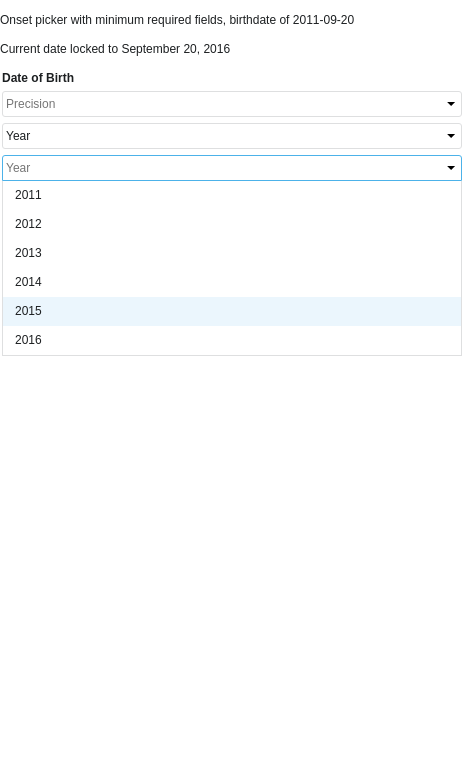 Onset picker with minimum required fields, birthdate of 2011-09-20
Current date locked to September 20, 2016
Date of Birth
Precision
Year
Year
2011
2012
2013
2014
2015
2016